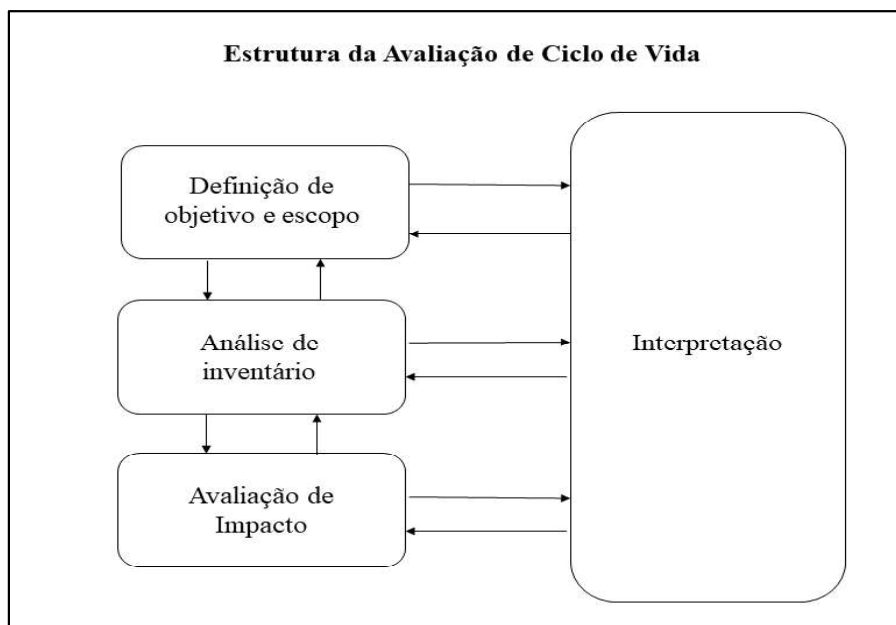 Estrutura da Avaliação de Ciclo de Vida
Definição de
objetivo e escopo
Análise de
inventário
Interpretação
Avaliação de
Impacto